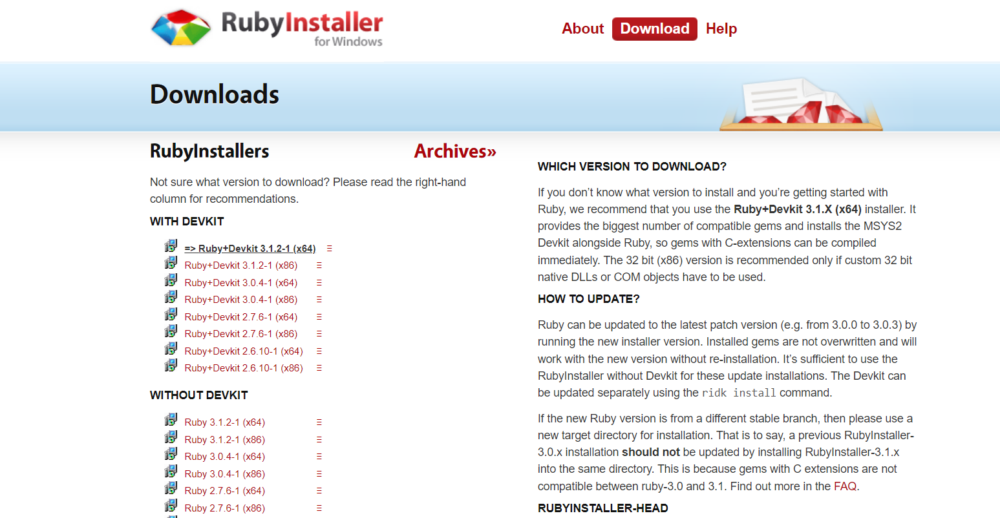 RubyInstaller
for Windows
About Download Help
Downloads
RubyInstallers Archives»
Not sure what version to download? Please read the right-hand
column for recommendations.
WITH DEVKIT
=> Ruby+Devkit 3.1.2-1 (x64)
Ruby+Devkit 3.1.2-1 (x86)
Ruby+Devkit 3.0.4-1 (x64)
Ruby+Devkit 3.0.4-1 (x86)
Ruby+Devkit 2.7.6-1 (x64)
Ruby+Devkit 2.7.6-1 (x86)
Ruby+Devkit 2.6.10-1 (x64)
Ruby+Devkit 2.6.10-1 (x86)
WITHOUT DEVKIT
Ruby 3.1.2-1 (x64)
Ruby 3.1.2-1 (x86)
Ruby 3.0.4-1 (x64)
Ruby 3.0.4-1 (x86)
Ruby 2.7.6-1 (x64)
Ruby 2.7.6-1 (x86)
WHICH VERSION TO DOWNLOAD?
If you don’t know what version to install and you’re getting started with
Ruby, we recommend that you use the Ruby+Devkit 3.1.X (x64) installer. It
provides the biggest number of compatible gems and installs the MSYS2
Devkit alongside Ruby, so gems with C-extensions can be compiled
immediately. The 32 bit (x86) version is recommended only if custom 32 bit
native DLLs or COM objects have to be used.
HOW TO UPDATE?
Ruby can be updated to the latest patch version (e.g. from 3.0.0 to 3.0.3) by
running the new installer version. Installed gems are not overwritten and will
work with the new version without re-installation. It’s sufficient to use the
RubyInstaller without Devkit for these update installations. The Devkit can
be updated separately using the ridk install command.
If the new Ruby version is from a different stable branch, then please use a
new target directory for installation. That is to say, a previous RubyInstaller-
3.0.x installation should not be updated by installing RubyInstaller-3.1.x
into the same directory. This is because gems with C extensions are not
compatible between ruby-3.0 and 3.1. Find out more in the FAQ.
RUBYINSTALLER-HEAD